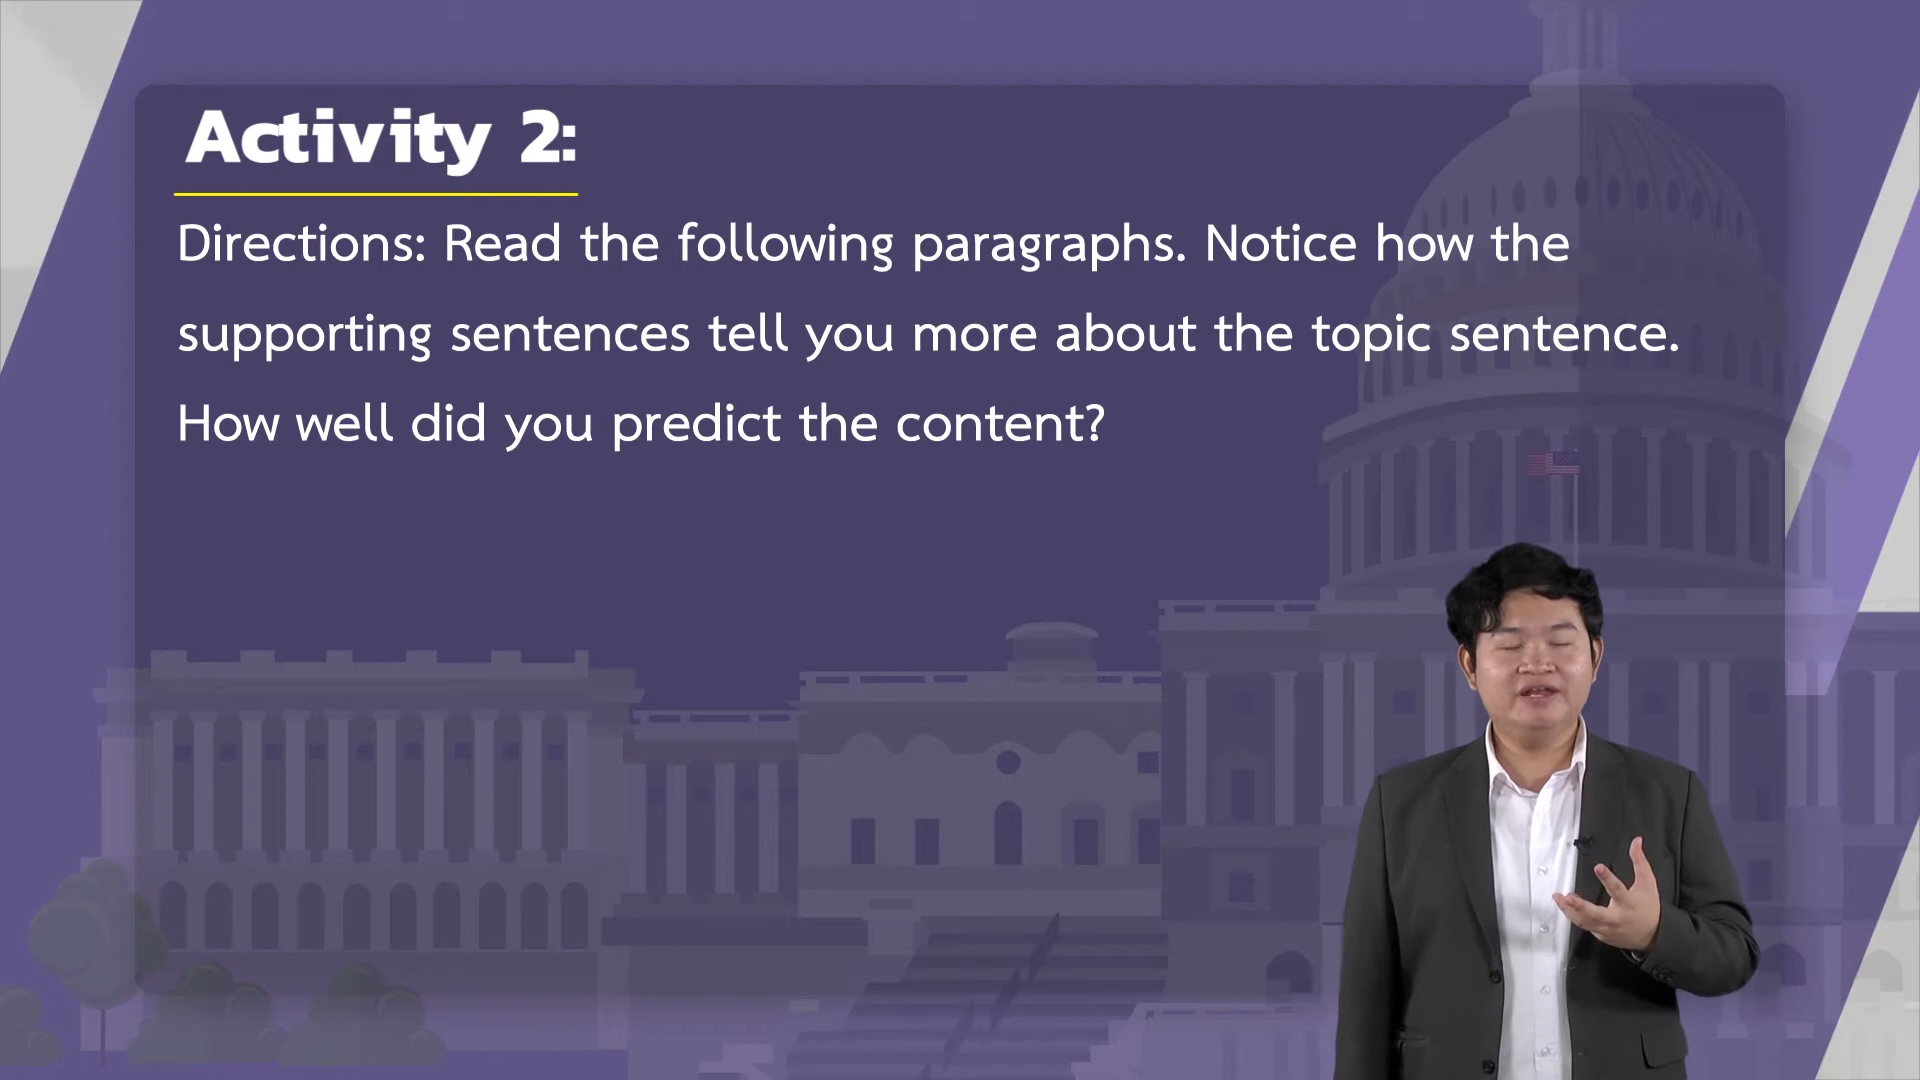 Activity 2:
Directions: Read the following paragraphs. Notice how the
supporting sentences tell you more about the topic sentence.
How well did you predict the content?